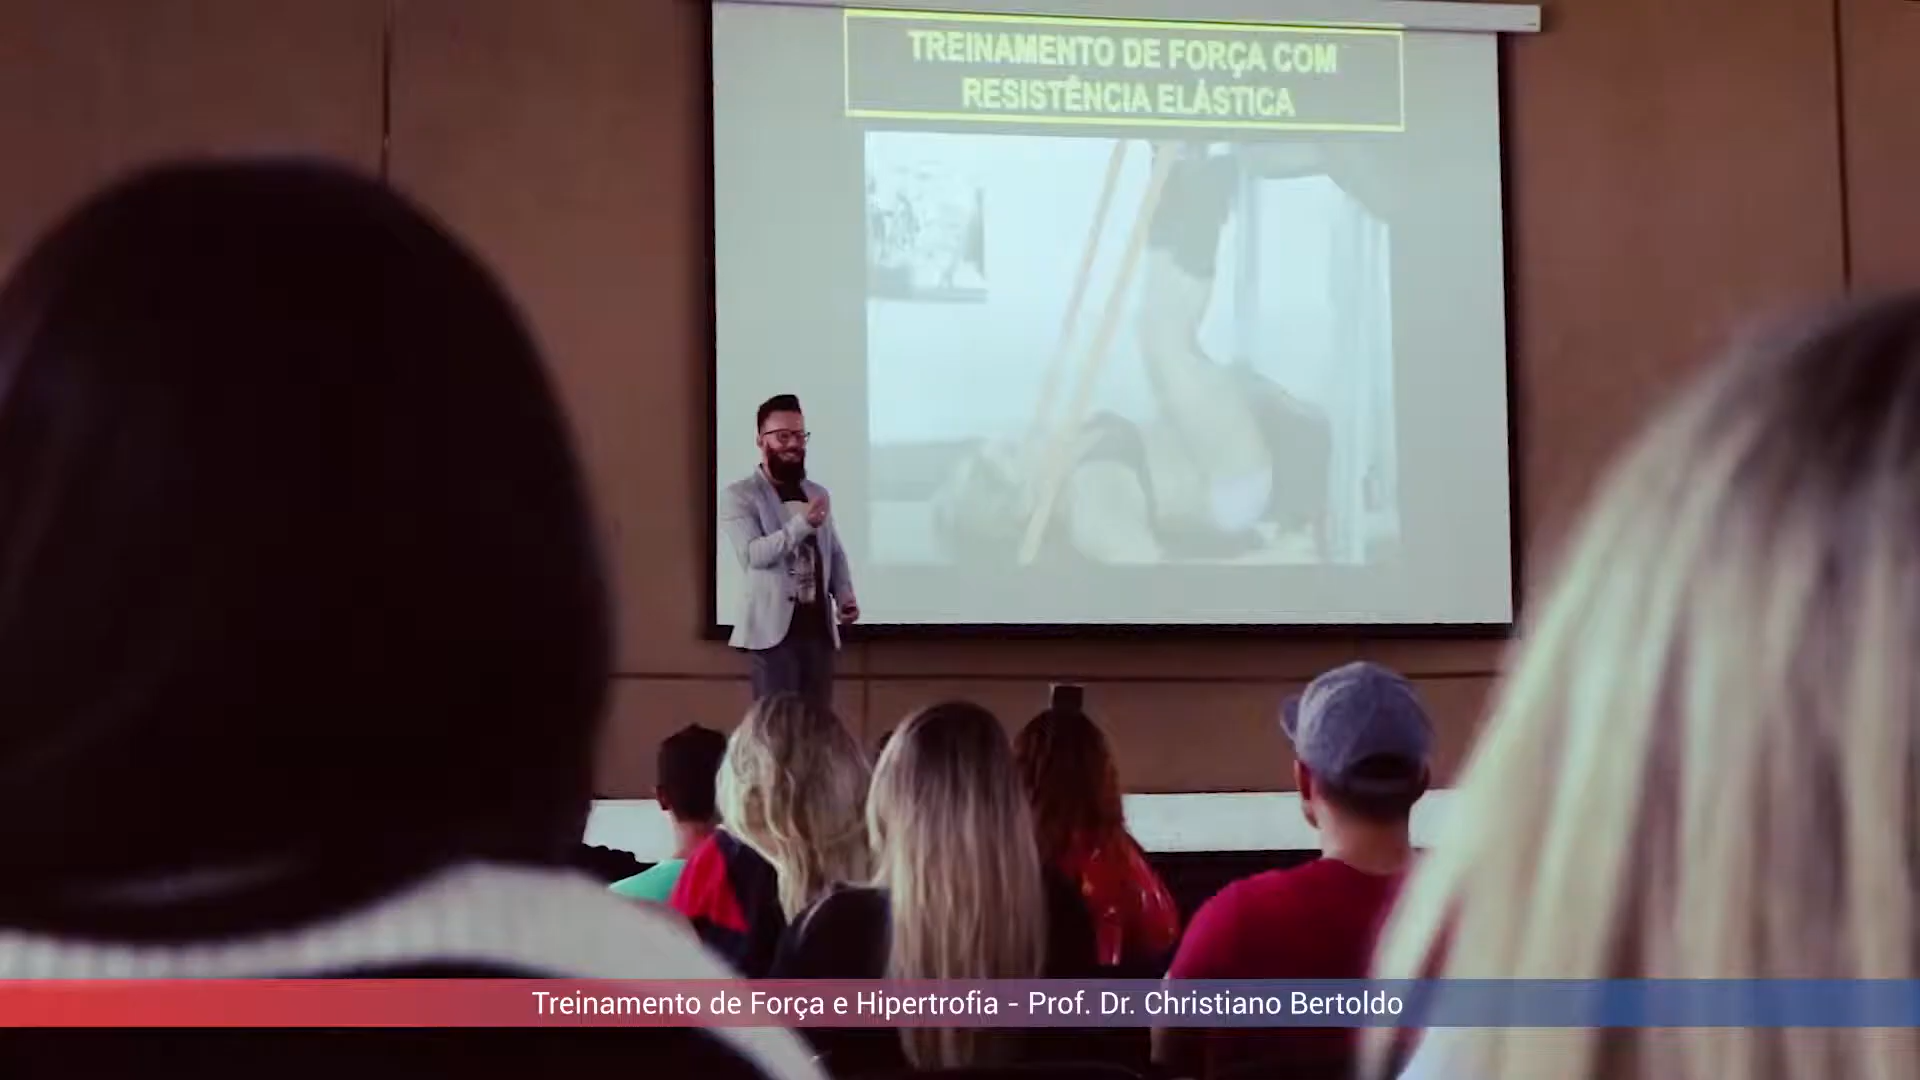 TREINAMENTO DE FORÇA COM
RESISTÊNCIA ELÁSTICA
Treinamento de Força e Hipertrofia - Prof. Dr. Christiano Bertoldo